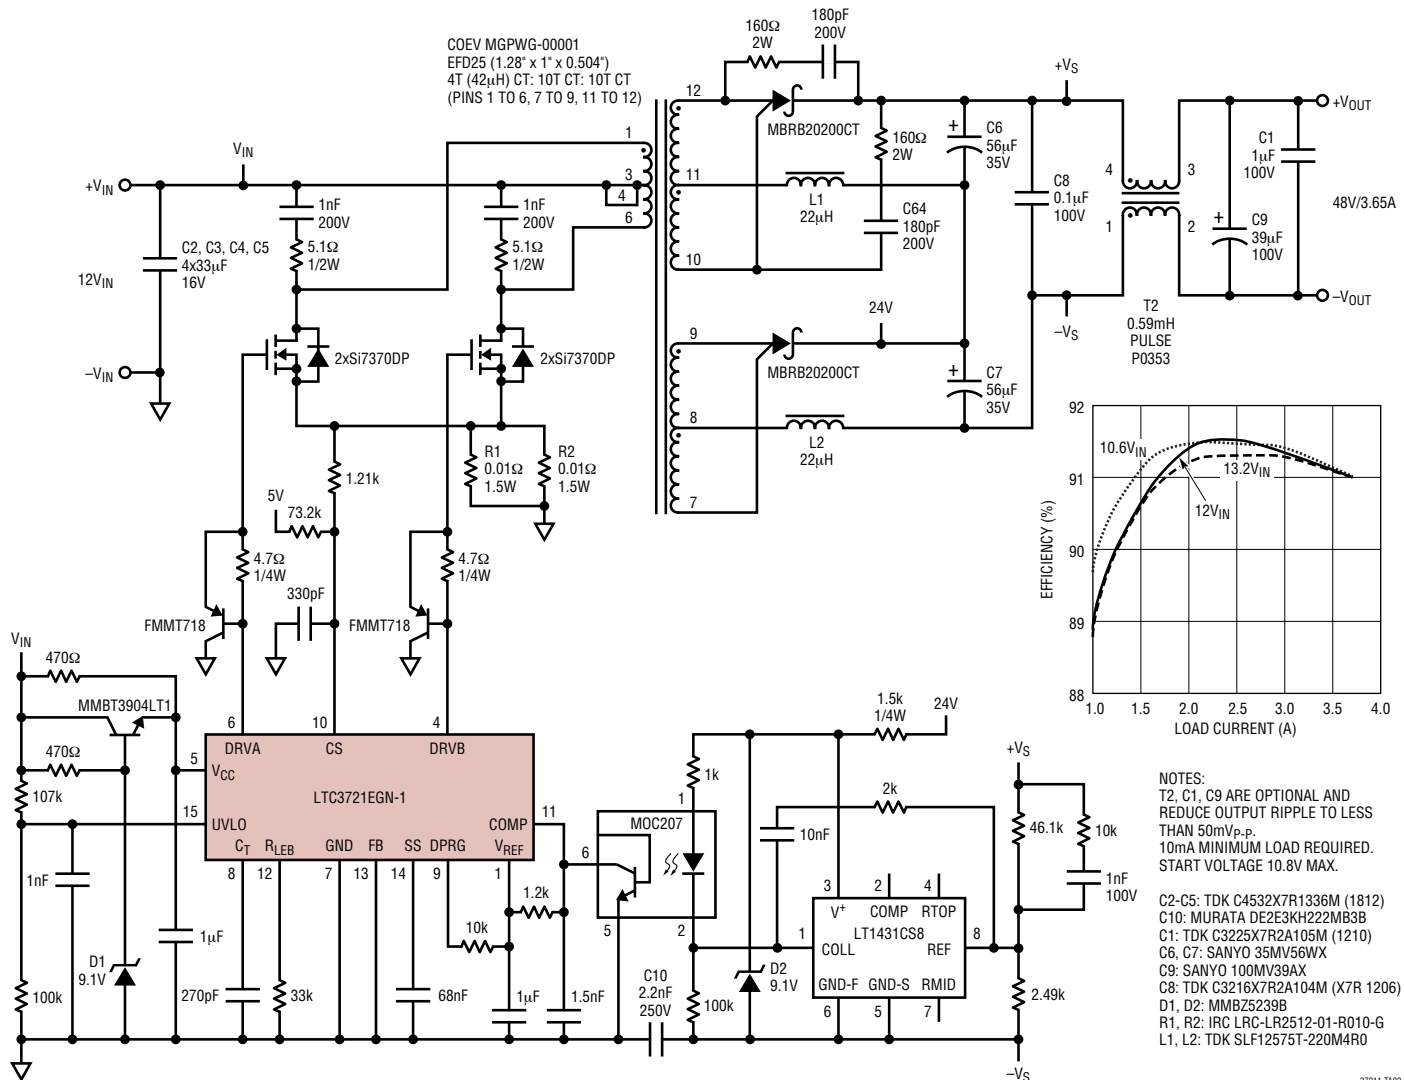 COEV MGPWG-00001
EFD25 (1.28" x 1" x 0.504")
4T (42µH) CT: 10T CT: 10T CT
(PINS 1 TO 6, 7 TO 9, 11 TO 12)
160Ω
2W
180pF
200V
12
MBRB20200CT
160Ω
2W
C6
56µF
35V
+
11
L1
22µH
C64
180pF
200V
10
C8
0.1µF
100V
+VS
4
3
1
2
T2
0.59mH
PULSE
P0353
–VS
+VOUT
C1
1µF
100V
C9
39µF
100V
+
48V/3.65A
–VOUT
VIN
+VIN
1
3
4
6
1nF
200V
1nF
200V
5.1Ω
1/2W
5.1Ω
1/2W
C2, C3, C4, C5
4x33µF
16V
12VIN
–VIN
2xSi7370DP
2xSi7370DP
9
24V
MBRB20200CT
C7
56µF
35V
+
8
L2
22µH
7
R1
0.01Ω
1.5W
R2
0.01Ω
1.5W
1.21k
5V
73.2k
4.7Ω
1/4W
4.7Ω
1/4W
330pF
FMMT718
FMMT718
92
91
90
89
88
EFFICIENCY (%)
10.6VIN
13.2VIN
12VIN
1.0
1.5
2.0
2.5
3.0
3.5
4.0
LOAD CURRENT (A)
VIN
470Ω
MMBT3904LT1
470Ω
107k
1nF
1µF
D1
9.1V
100k
6
10
4
DRVA
CS
DRVB
5
VCC
LTC3721EGN-1
15
UVLO
COMP
11
CT
RLEB
GND
FB
SS
DPRG
VREF
8
12
7
13
14
9
1
270pF
33k
68nF
10k
1.2k
1µF
1.5nF
1k
1
MOC207
6
5
2
C10
2.2nF
250V
100k
D2
9.1V
1.5k
1/4W
24V
2k
10nF
3
2
4
V+
COMP
RTOP
LT1431CS8
1
COLL
REF
8
GND-F
GND-S
RMID
6
5
7
+VS
46.1k
10k
1nF
100V
2.49k
–VS
NOTES:
T2, C1, C9 ARE OPTIONAL AND
REDUCE OUTPUT RIPPLE TO LESS
THAN 50mVP-P.
10mA MINIMUM LOAD REQUIRED.
START VOLTAGE 10.8V MAX.
C2-C5: TDK C4532X7R1336M (1812)
C10: MURATA DE2E3KH222MB3B
C1: TDK C3225X7R2A105M (1210)
C6, C7: SANYO 35MV56WX
C9: SANYO 100MV39AX
C8: TDK C3216X7R2A104M (X7R 1206)
D1, D2: MMBZ5239B
R1, R2: IRC LRC-LR2512-01-R010-G
L1, L2: TDK SLF12575T-220M4R0